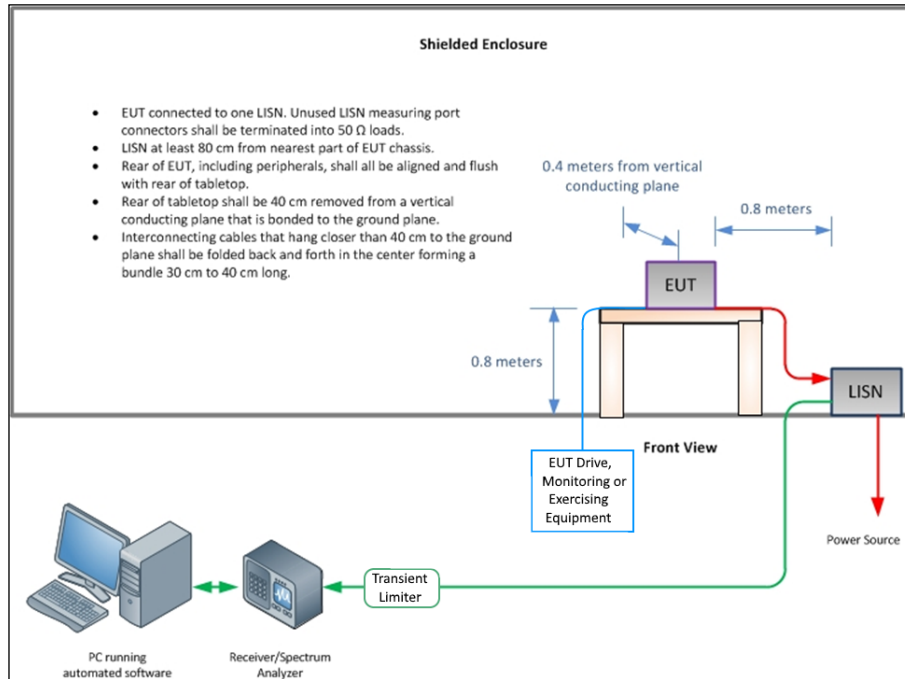 Shielded Enclosure
• EUT connected to one LISN. Unused LISN measuring port
connectors shall be terminated into 50 Ω loads.
• LISN at least 80 cm from nearest part of EUT chassis.
• Rear of EUT, including peripherals, shall all be aligned and flush
with rear of tabletop.
• Rear of tabletop shall be 40 cm removed from a vertical
conducting plane that is bonded to the ground plane.
• Interconnecting cables that hang closer than 40 cm to the ground
plane shall be folded back and forth in the center forming a
bundle 30 cm to 40 cm long.
0.4 meters from vertical
conducting plane
0.8 meters
EUT
0.8 meters
LISN
Front View
EUT Drive,
Monitoring or
Exercising
Equipment
Power Source
Transient
Limiter
PC running
automated software
Receiver/Spectrum
Analyzer